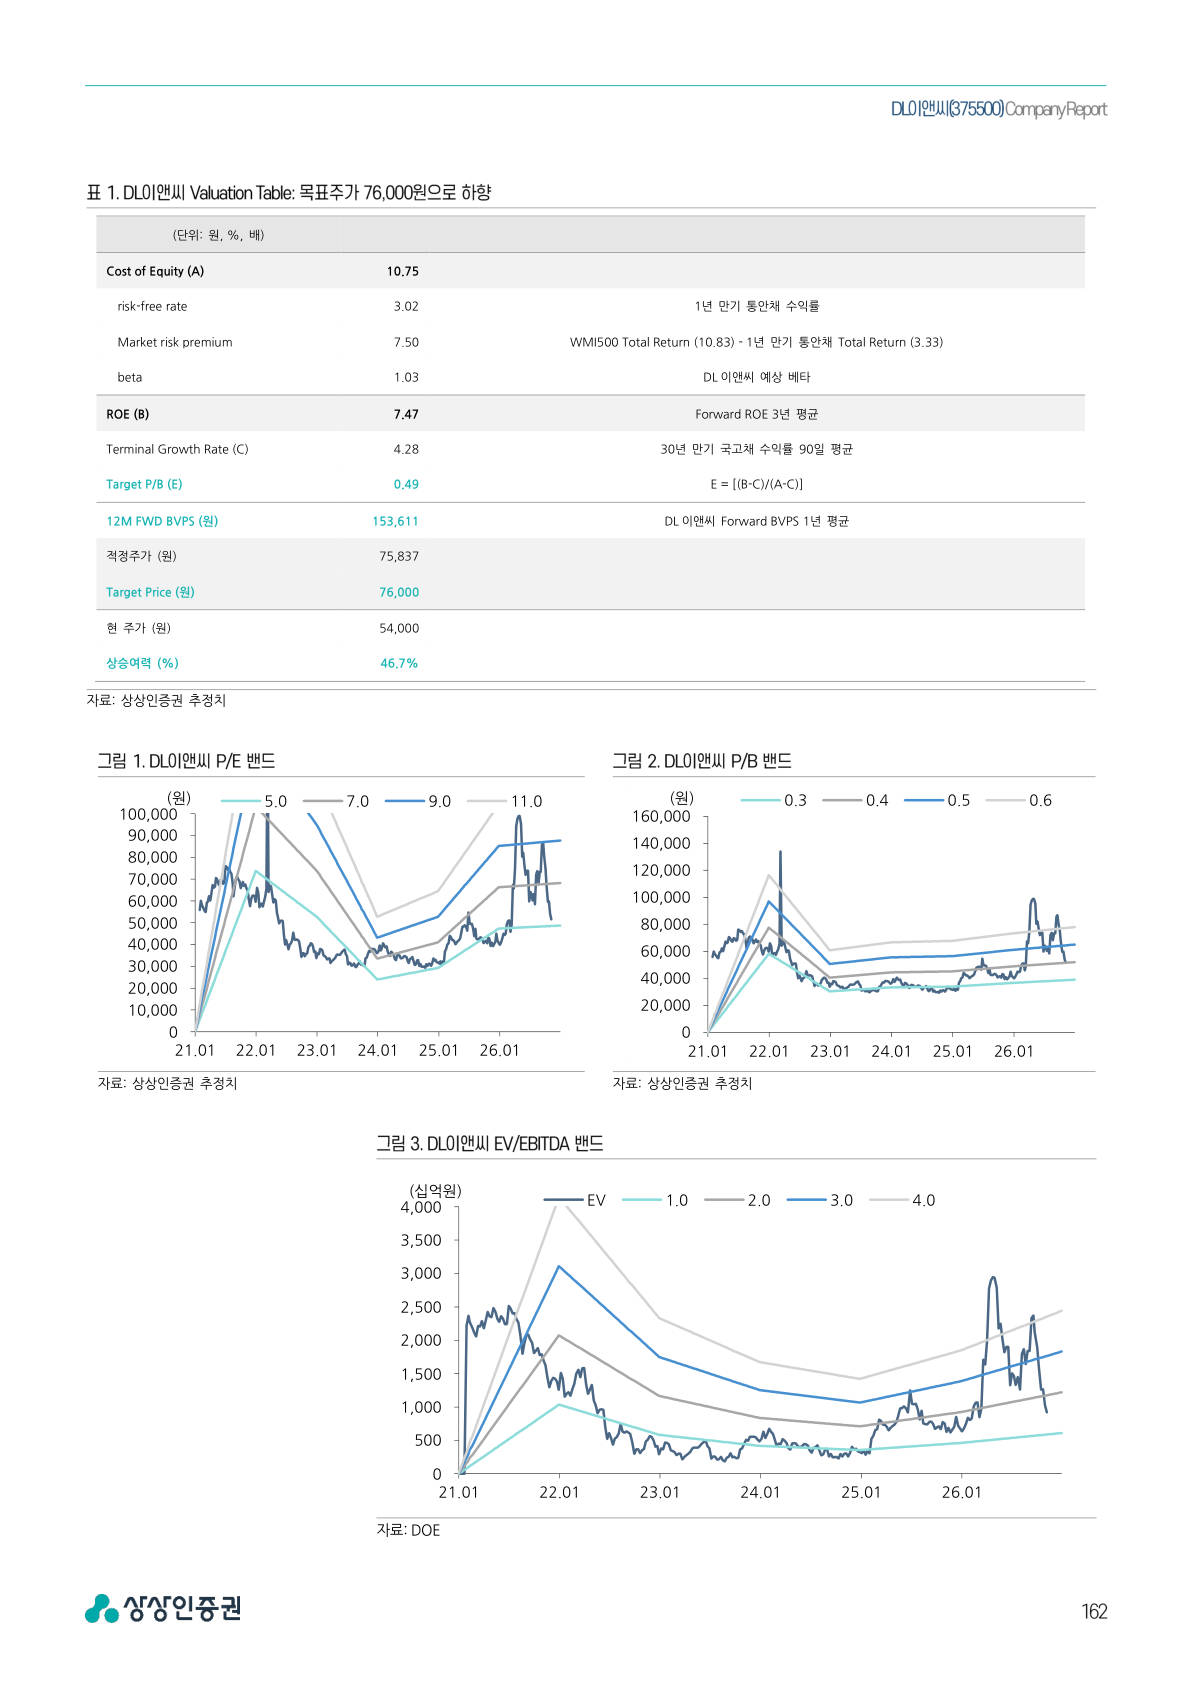 DL이앤씨(375500) Company Report
표 1. DL이앤씨 Valuation Table: 목표주가 76,000원으로 하향
(단위: 원, %, 배)
Cost of Equity (A) 10.75
risk-free rate 3.02 1년 만기 통안채 수익률
Market risk premium 7.50 WMI500 Total Return (10.83) - 1년 만기 통안채 Total Return (3.33)
beta 1.03 DL이앤씨 예상 베타
ROE (B) 7.47 Forward ROE 3년 평균
Terminal Growth Rate (C) 4.28 30년 만기 국고채 수익률 90일 평균
Target P/B (E) 0.49 E = [(B-C)/(A-C)]
12M FWD BVPS (원) 153,611 DL이앤씨 Forward BVPS 1년 평균
적정주가 (원) 75,837
Target Price (원) 76,000
현 주가 (원) 54,000
상승여력 (%) 46.7%
자료: 상상인증권 추정치
그림 1. DL이앤씨 P/E 밴드
(원) 5.0 7.0 9.0 11.0
100,000
90,000
80,000
70,000
60,000
50,000
40,000
30,000
20,000
10,000
0
21.01 22.01 23.01 24.01 25.01 26.01
자료: 상상인증권 추정치
그림 2. DL이앤씨 P/B 밴드
(원) 0.3 0.4 0.5 0.6
160,000
140,000
120,000
100,000
80,000
60,000
40,000
20,000
0
21.01 22.01 23.01 24.01 25.01 26.01
자료: 상상인증권 추정치
그림 3. DL이앤씨 EV/EBITDA 밴드
(십억원) EV 1.0 2.0 3.0 4.0
4,000
3,500
3,000
2,500
2,000
1,500
1,000
500
0
21.01 22.01 23.01 24.01 25.01 26.01
자료: DOE
상상인증권
162